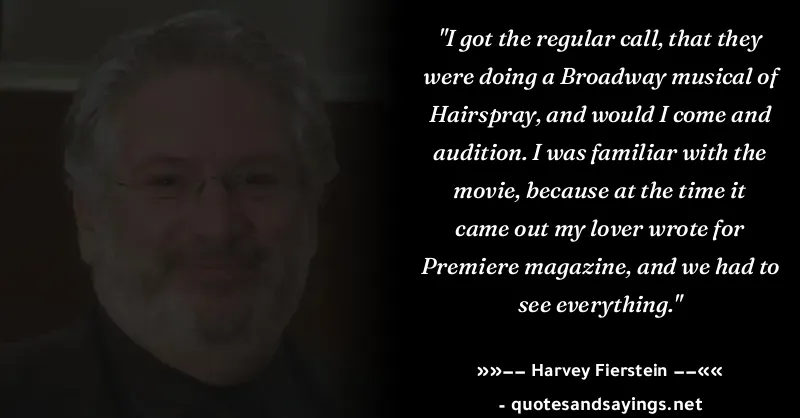 "I got the regular call, that they
were doing a Broadway musical of
Hairspray, and would I come and
audition. I was familiar with the
movie, because at the time it
came out my lover wrote for
Premiere magazine, and we had to
see everything."
»»−− Harvey Fierstein −−««
- quotesandsayings.net